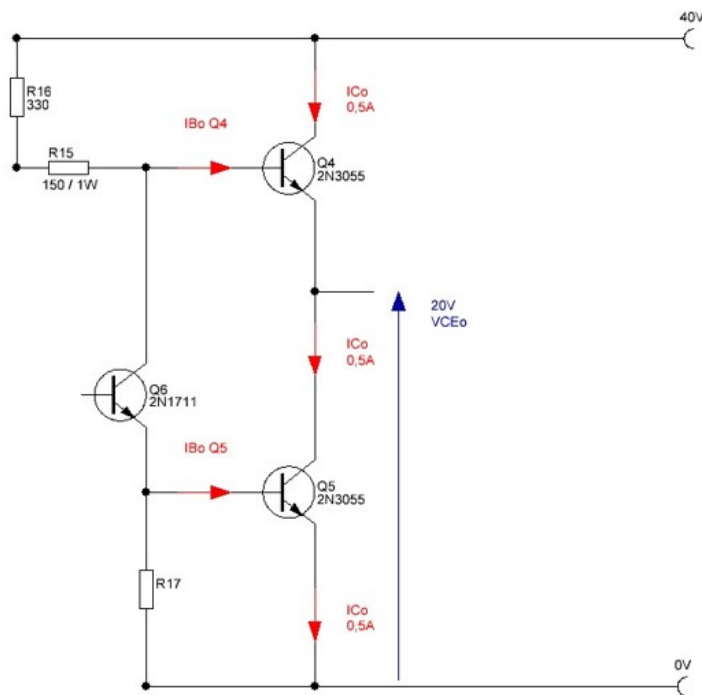 40V
R16
330
ICo
0,5A
IBo Q4
R15
150 / 1W
Q4
2N3055
20V
VCEo
ICo
0,5A
Q6
2N1711
IBo Q5
Q5
2N3055
R17
ICo
0,5A
0V